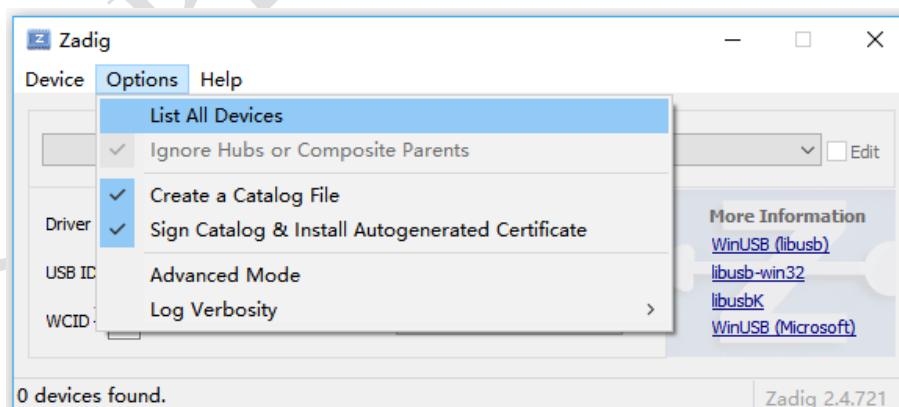 Zadig
Device Options Help
List All Devices
Ignore Hubs or Composite Parents
Edit
Create a Catalog File
Sign Catalog & Install Autogenerated Certificate
Advanced Mode
Log Verbosity
Driver
USB ID
WCID
More Information
WinUSB (libusb)
libusb-win32
libusbK
WinUSB (Microsoft)
0 devices found.
Zadig 2.4.721